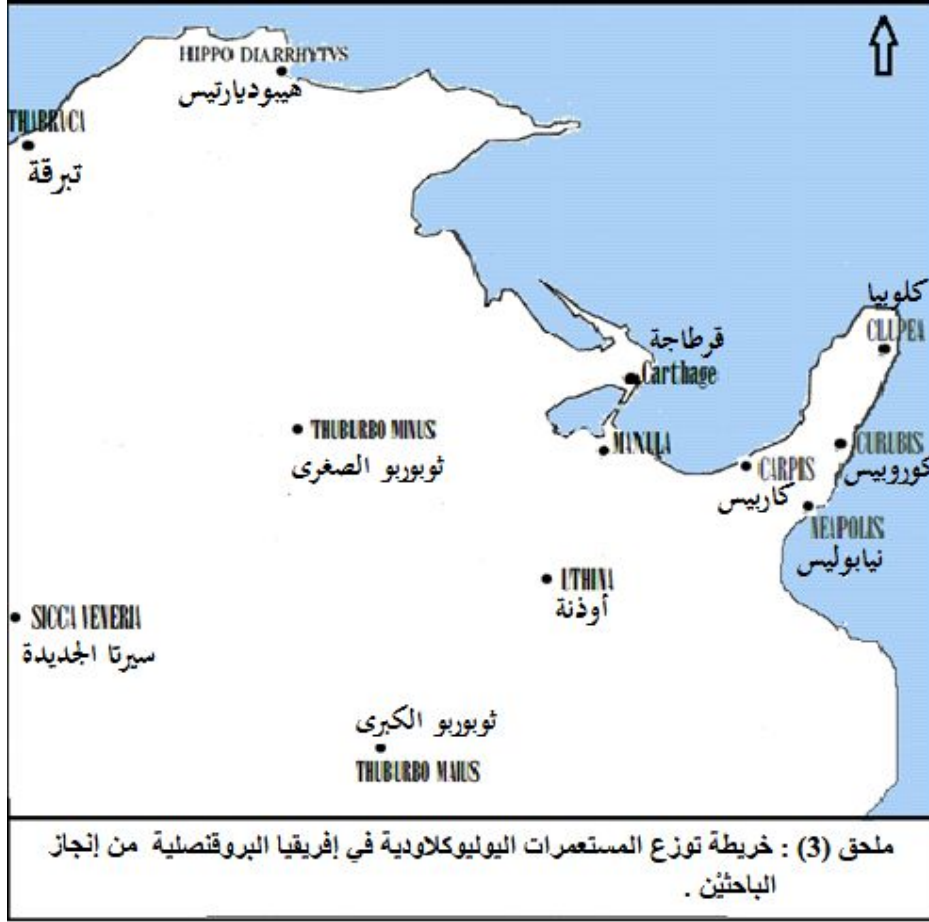 HIPPO DIARRHYTVS
هيبوديارتيس
THABRACA
تبرقة
كلوبيا
CLUPEA
قرطاجة
Carthage
THUBURBO MINUS
ثوبوربو الصغرى
MAXULA
CURUBIS
كوروبيس
CARPIS
كاربيس
NEAPOLIS
نيابوليس
UTHINA
أوذنة
SICCA VENERIA
سيرتا الجديدة
ثوبوربو الكبرى
THUBURBO MAIUS
ملحق (3) : خريطة توزع المستعمرات اليوليوكلاودية في إفريقيا البروقنصلية من إنجاز
الباحثيْن .